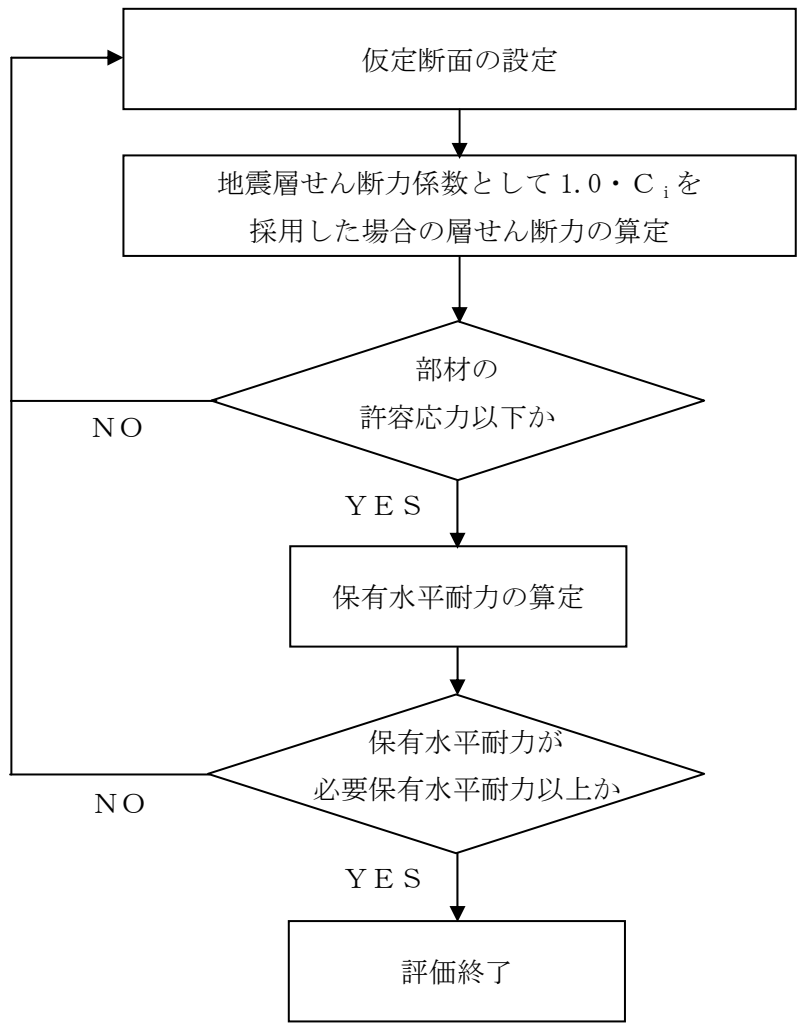 仮定断面の設定
地震層せん断力係数として1.0・Ciを
採用した場合の層せん断力の算定
部材の
許容応力以下か
NO
YES
保有水平耐力の算定
保有水平耐力が
必要保有水平耐力以上か
NO
YES
評価終了